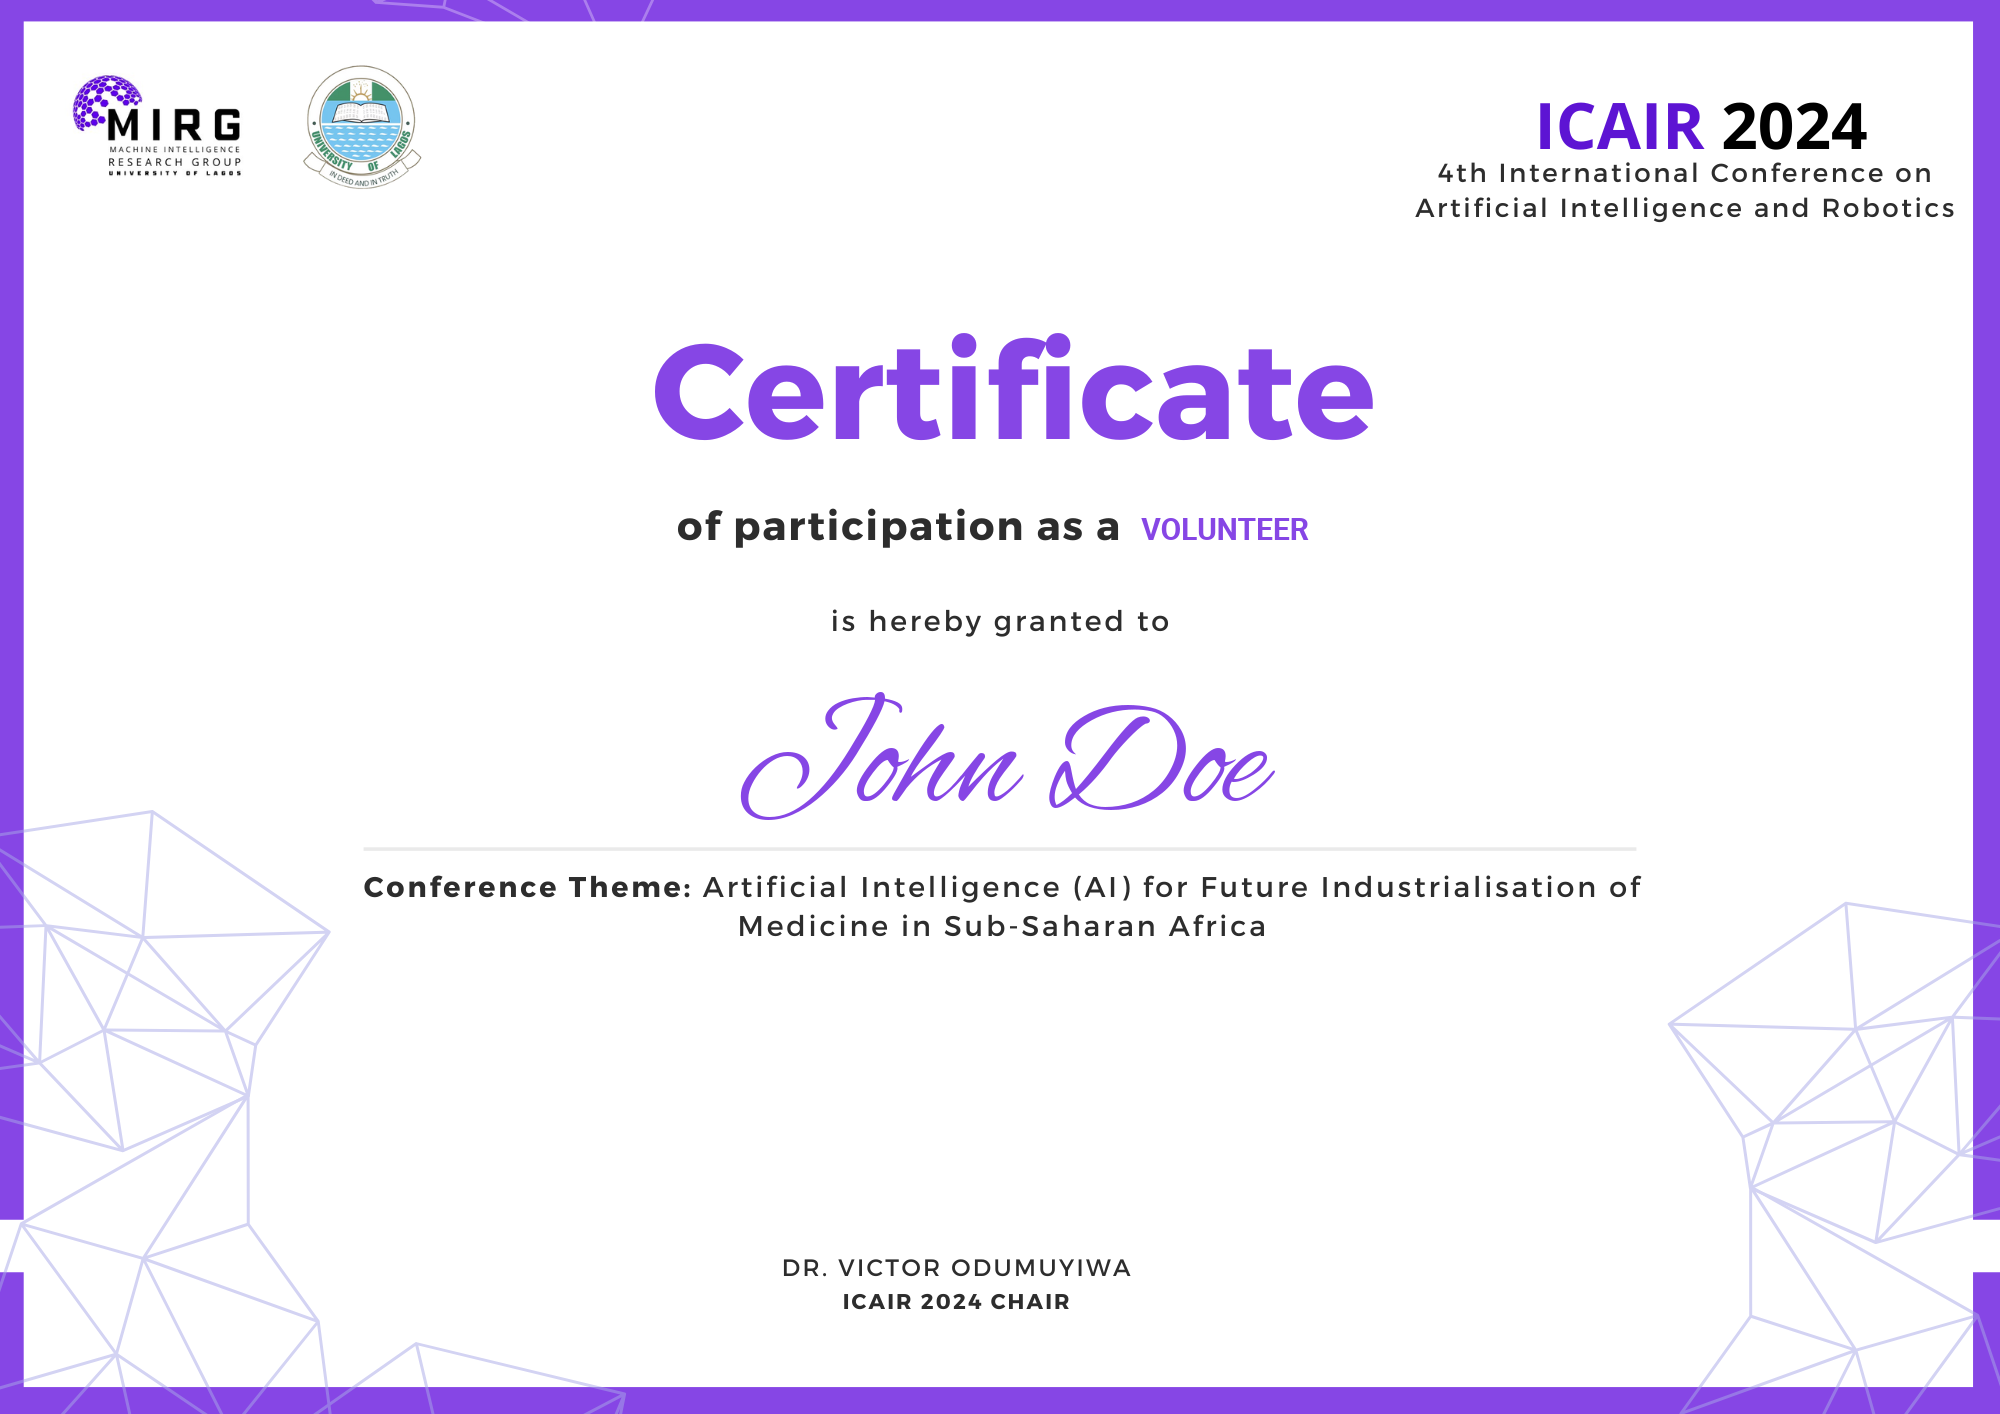 MIRG
MACHINE INTELLIGENCE
RESEARCH GROUP
UNIVERSITY OF LAGOS
UNIVERSITY OF LAGOS
IN DEED AND IN TRUTH
ICAIR 2024
4th International Conference on
Artificial Intelligence and Robotics
Certificate
of participation as a VOLUNTEER
is hereby granted to
John Doe
Conference Theme: Artificial Intelligence (AI) for Future Industrialisation of
Medicine in Sub-Saharan Africa
DR. VICTOR ODUMUYIWA
ICAIR 2024 CHAIR